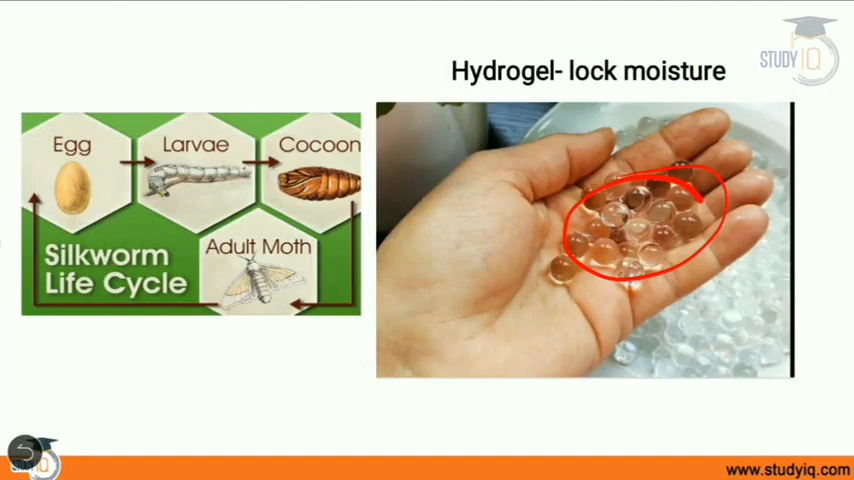 STUDY IQ
Hydrogel- lock moisture
Egg
Larvae
Cocoon
Silkworm
Life Cycle
Adult Moth
www.studyiq.com